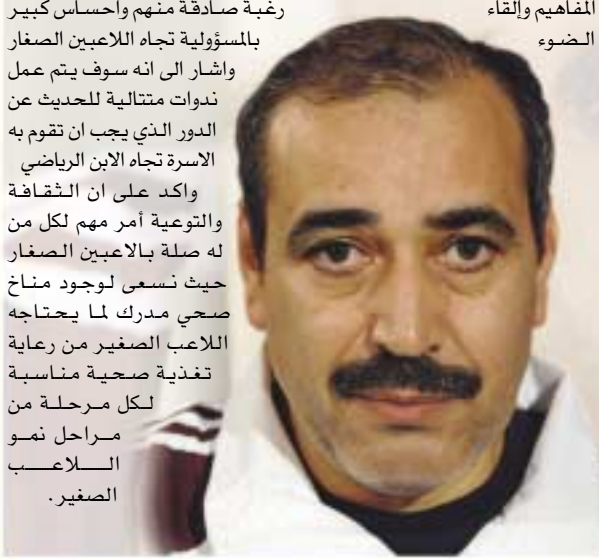 المفاهيم وإلقاء
الضوء
رغبة صادقة منهم واحساس كبير
بالمسؤولية تجاه اللاعبين الصغار
واشار الى انه سوف يتم عمل
ندوات متتالية للحديث عن
الدور الذي يجب ان تقوم به
الاسرة تجاه الابن الرياضي
واكد على ان الثقافة
والتوعية أمر مهم لكل من
له صلة بالاعبين الصغار
حيث نسعى لوجود مناخ
صحي مدرك لما يحتاجه
اللاعب الصغير من رعاية
تغذية صحية مناسبة
لكل مرحلة من
مراحل نمو
اللاعب
الصغير.